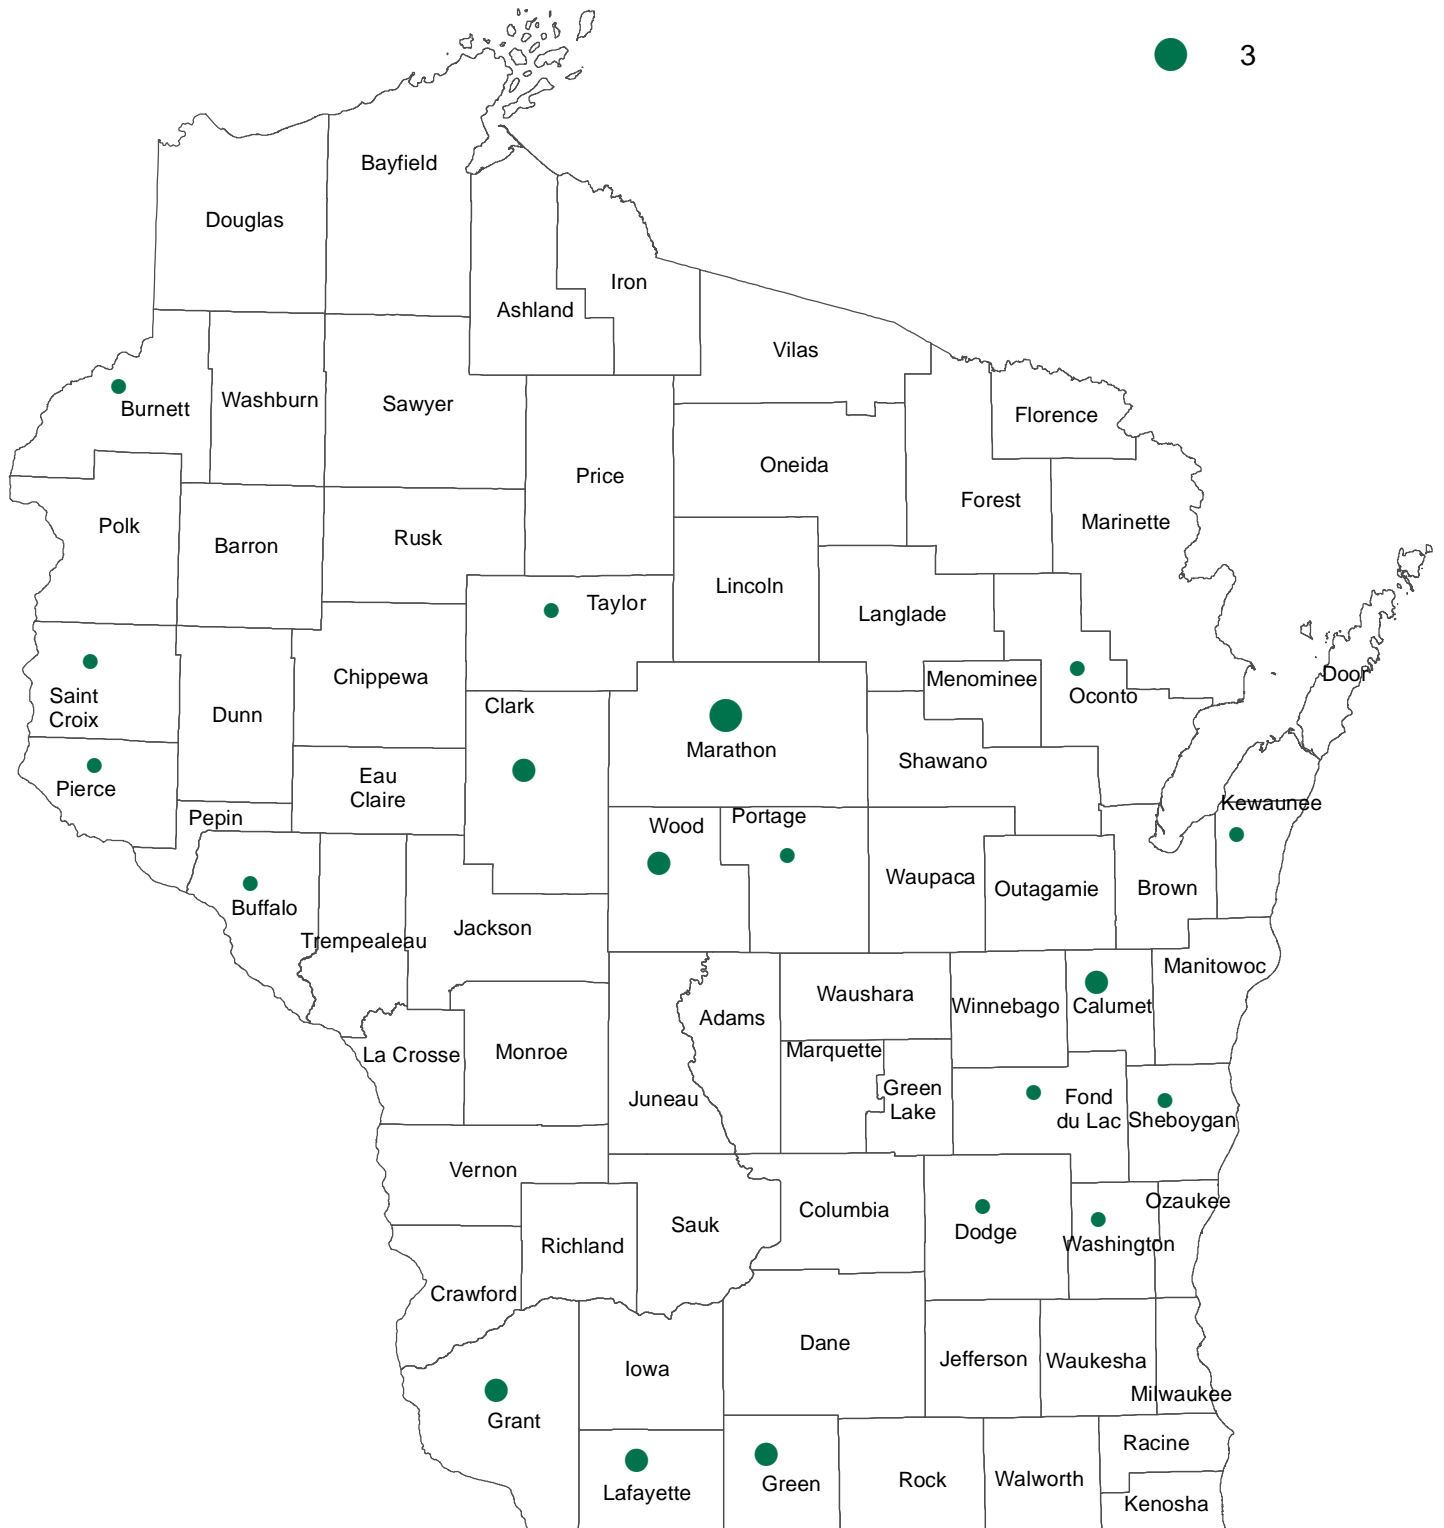 3
Bayfield
Douglas
Iron
Ashland
Vilas
Burnett
Washburn
Sawyer
Florence
Price
Oneida
Forest
Marinette
Polk
Barron
Rusk
Lincoln
Taylor
Langlade
Door
Chippewa
Menominee
Oconto
Saint
Croix
Dunn
Clark
Marathon
Shawano
Pierce
Eau
Claire
Kewaunee
Pepin
Wood
Portage
Waupaca
Outagamie
Brown
Buffalo
Jackson
Trempealeau
Manitowoc
Waushara
Winnebago
Calumet
Adams
La Crosse
Monroe
Marquette
Juneau
Green
Lake
Fond
du Lac
Sheboygan
Vernon
Ozaukee
Columbia
Sauk
Dodge
Washington
Richland
Crawford
Dane
Jefferson
Waukesha
Iowa
Milwaukee
Grant
Racine
Lafayette
Green
Rock
Walworth
Kenosha